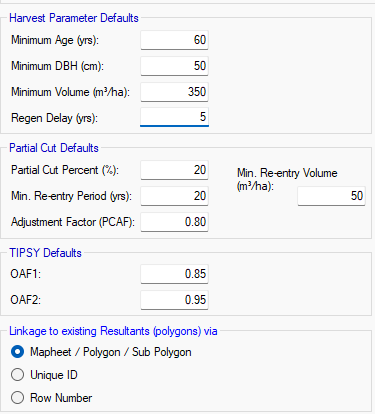 Harvest Parameter Defaults
Minimum Age (yrs): 60
Minimum DBH (cm): 50
Minimum Volume (m³/ha): 350
Regen Delay (yrs): 5
Partial Cut Defaults
Partial Cut Percent (%): 20
Min. Re-entry Volume
(m³/ha): 50
Min. Re-entry Period (yrs): 20
Adjustment Factor (PCAF): 0.80
TIPSY Defaults
OAF1: 0.85
OAF2: 0.95
Linkage to existing Resultants (polygons) via
Mapheet / Polygon / Sub Polygon
Unique ID
Row Number